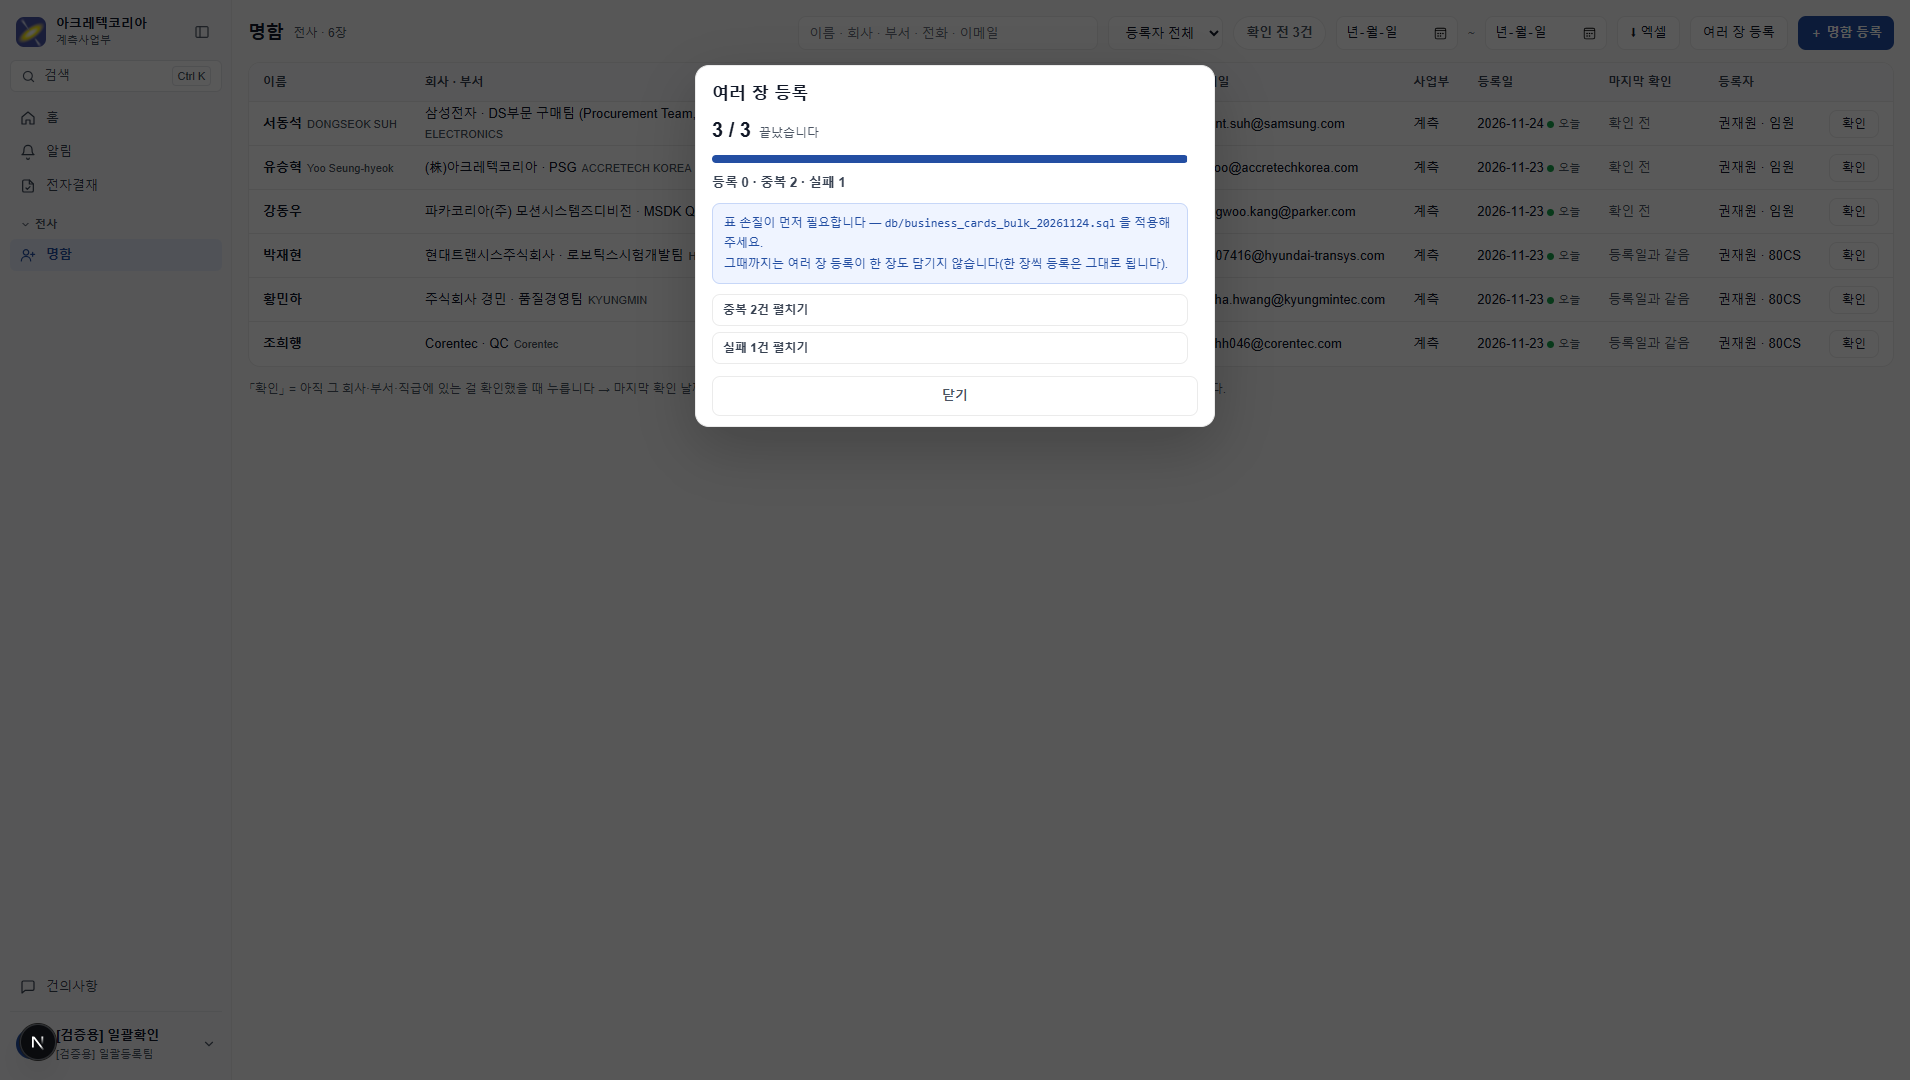 아크레텍코리아
계측사업부
검색
Ctrl K
홈
알림
전자결재
전사
명함
건의사항
N
[검증용] 일괄확인
[검증용] 일괄등록팀
명함 전사 · 6장
이름 · 회사 · 부서 · 전화 · 이메일
등록자 전체
확인 전 3건
년-월-일
~
년-월-일
⬇ 엑셀
여러 장 등록
+ 명함 등록
이름 회사 · 부서 일 사업부 등록일 마지막 확인 등록자
서동석 DONGSEOK SUH 삼성전자 · DS부문 구매팀 (Procurement Team, ELECTRONICS nt.suh@samsung.com 계측 2026-11-24 오늘 확인 전 권재원 · 임원 확인
유승혁 Yoo Seung-hyeok (株)아크레텍코리아 · PSG ACCRETECH KOREA oo@accretechkorea.com 계측 2026-11-23 오늘 확인 전 권재원 · 임원 확인
강동우 파카코리아(주) 모션시스템즈디비전 · MSDK Q gwoo.kang@parker.com 계측 2026-11-23 오늘 확인 전 권재원 · 임원 확인
박재현 현대트랜시스주식회사 · 로보틱스시험개발팀 H 07416@hyundai-transys.com 계측 2026-11-23 오늘 등록일과 같음 권재원 · 80CS 확인
황민하 주식회사 경민 · 품질경영팀 KYUNGMIN ha.hwang@kyungmintec.com 계측 2026-11-23 오늘 등록일과 같음 권재원 · 80CS 확인
조희행 Corentec · QC Corentec hh046@corentec.com 계측 2026-11-23 오늘 등록일과 같음 권재원 · 80CS 확인
「확인」 = 아직 그 회사·부서·직급에 있는 걸 확인했을 때 누릅니다 → 마지막 확인 다.
여러 장 등록
3 / 3 끝났습니다
등록 0 · 중복 2 · 실패 1
표 손질이 먼저 필요합니다 — db/business_cards_bulk_20261124.sql 을 적용해
주세요.
그때까지는 여러 장 등록이 한 장도 담기지 않습니다(한 장씩 등록은 그대로 됩니다).
중복 2건 펼치기
실패 1건 펼치기
닫기